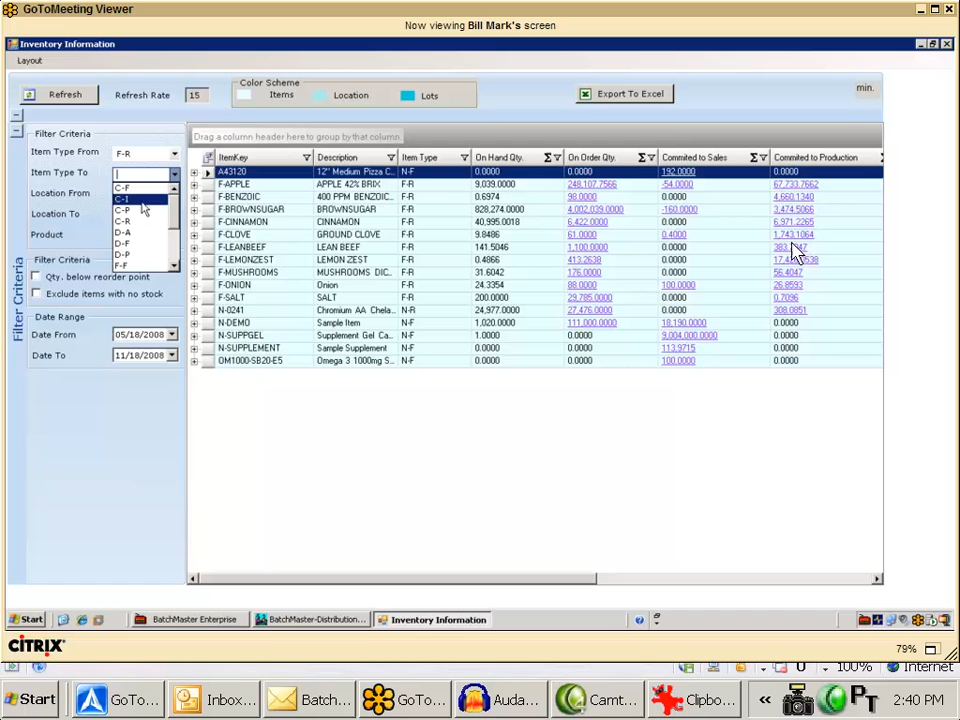 GoToMeeting Viewer
Now viewing Bill Mark's screen
Inventory Information
Layout
Refresh Refresh Rate 15 Color Scheme Items Location Lots Export To Excel min.
Filter Criteria
Item Type From F-R
Item Type To
C-F
C-I
C-P
C-R
D-A
D-F
D-P
F-F
Location From
Location To
Product
Filter Criteria
Qty. below reorder point
Exclude items with no stock
Date Range
Date From 05/18/2008
Date To 11/18/2008
Filter Criteria
Drag a column header here to group by that column.
ItemKey Description Item Type On Hand Qty. Σ On Order Qty. Σ Commited to Sales Σ Commited to Production Σ
A43120 12" Medium Pizza C... N-F 0.0000 0.0000 192.0000 0.0000
F-APPLE APPLE 42% BRIX F-R 9,039.0000 248,107.7566 -54.0000 67,733.7662
F-BENZOIC 400 PPM BENZOIC ... F-R 0.6974 98.0000 0.0000 4,660.1340
F-BROWNSUGAR LIGHT BROWN SUG... F-R 828,274.0000 4,002,039.0000 -160.0000 3,474.5066
F-CINNAMON CINNAMON F-R 40,995.0018 6,422.0000 0.0000 6,971.2265
F-CLOVE GROUND CLOVE F-R 9.8486 61.0000 0.4000 1,743.1064
F-LEANBEEF LEAN BEEF F-R 141.5046 1,100.0000 0.0000
F-LEMONZEST LEMON ZEST F-R 0.4866 413.2638 0.0000
F-MUSHROOMS MUSHROOMS DIC... F-R 31.6042 176.0000 0.0000 56.4047
F-ONION Onion F-R 24.3354 88.0000 100.0000 26.8593
F-SALT SALT F-R 200.0000 29,785.0000 0.0000 0.7096
N-0241 Chromium AA Chela... N-R 24,977.0000 27,476.0000 0.0000 308.0851
N-DEMO Sample Item N-F 1,020.0000 111,000.0000 18,190.0000 0.0000
N-SUPPGEL Supplement Gel Ca... N-F 0.0000 0.0000 9,004,000.0000 0.0000
N-SUPPLEMENT Sample Supplement N-F 0.0000 0.0000 113.9715 0.0000
OM1000-SB20-E5 Omega 3 1000mg S... N-F 0.0000 0.0000 100.0000 0.0000
Start BatchMaster Enterprise BatchMaster-Distribution... Inventory Information
CITRIX 79%
U 100% Internet
Start GoTo... Inbox... Batch... GoTo... Auda... Camt... Clipbo... « PT 2:40 PM